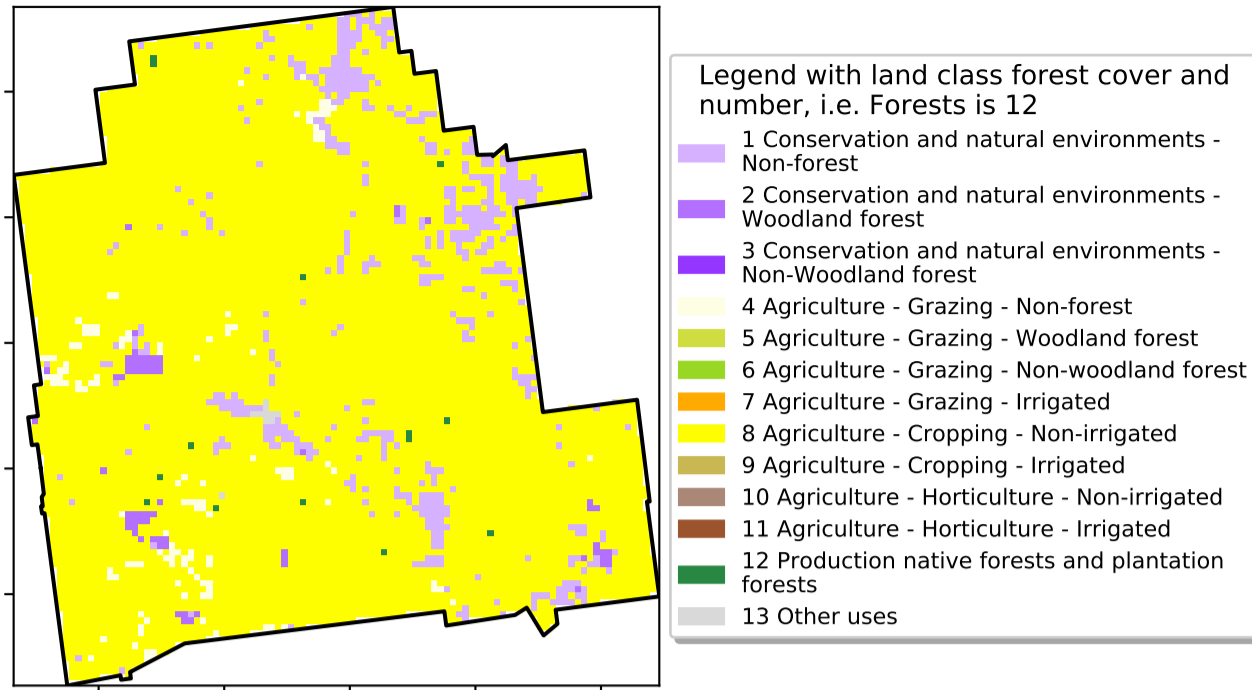 Legend with land class forest cover and
number, i.e. Forests is 12
1 Conservation and natural environments -
Non-forest
2 Conservation and natural environments -
Woodland forest
3 Conservation and natural environments -
Non-Woodland forest
4 Agriculture - Grazing - Non-forest
5 Agriculture - Grazing - Woodland forest
6 Agriculture - Grazing - Non-woodland forest
7 Agriculture - Grazing - Irrigated
8 Agriculture - Cropping - Non-irrigated
9 Agriculture - Cropping - Irrigated
10 Agriculture - Horticulture - Non-irrigated
11 Agriculture - Horticulture - Irrigated
12 Production native forests and plantation
forests
13 Other uses